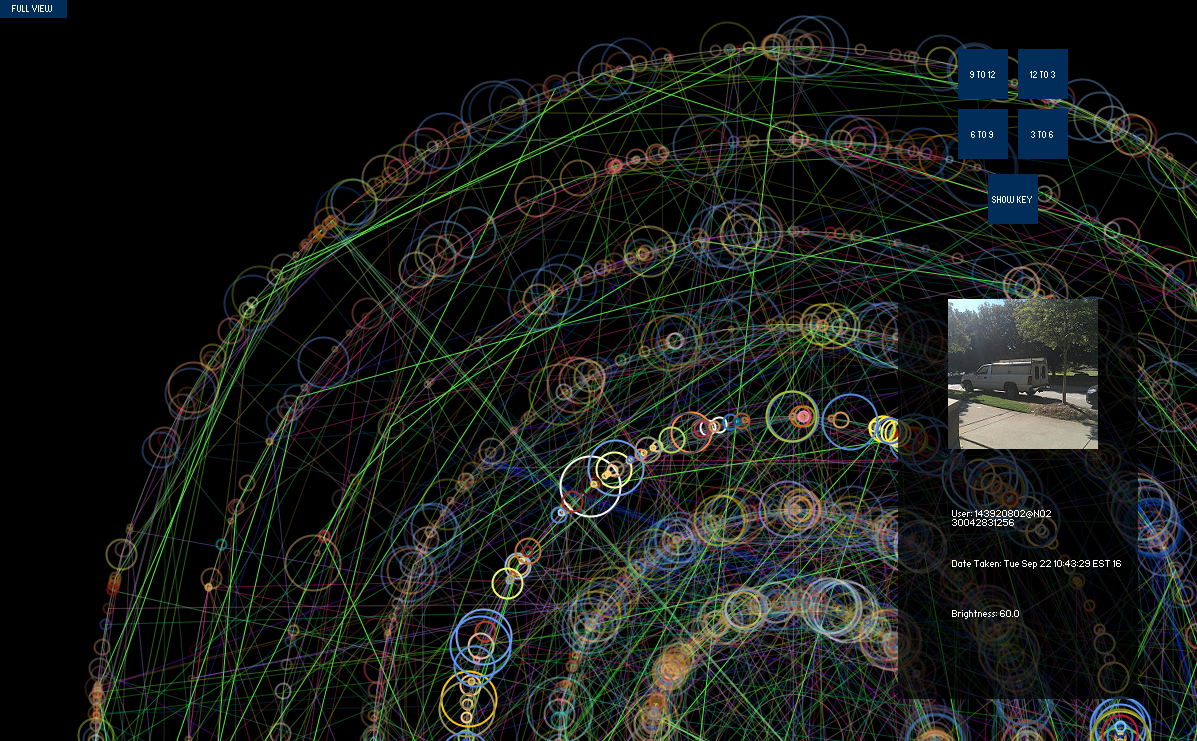 FULL VIEW
9 TO 12
12 TO 3
6 TO 9
3 TO 6
SHOW KEY
User: 143920802@N02
30042831256
Date Taken: Tue Sep 22 10:43:29 EST 16
Brightness: 60.0